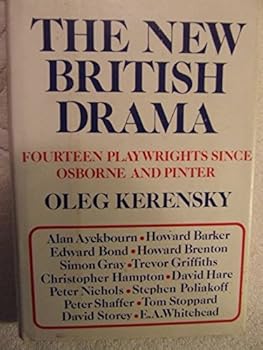 THE NEW
BRITISH
DRAMA
FOURTEEN PLAYWRIGHTS SINCE
OSBORNE AND PINTER
OLEG KERENSKY
Alan Ayckbourn • Howard Barker
Edward Bond • Howard Brenton
Simon Gray • Trevor Griffiths
Christopher Hampton • David Hare
Peter Nichols • Stephen Poliakoff
Peter Shaffer • Tom Stoppard
David Storey • E.A.Whitehead